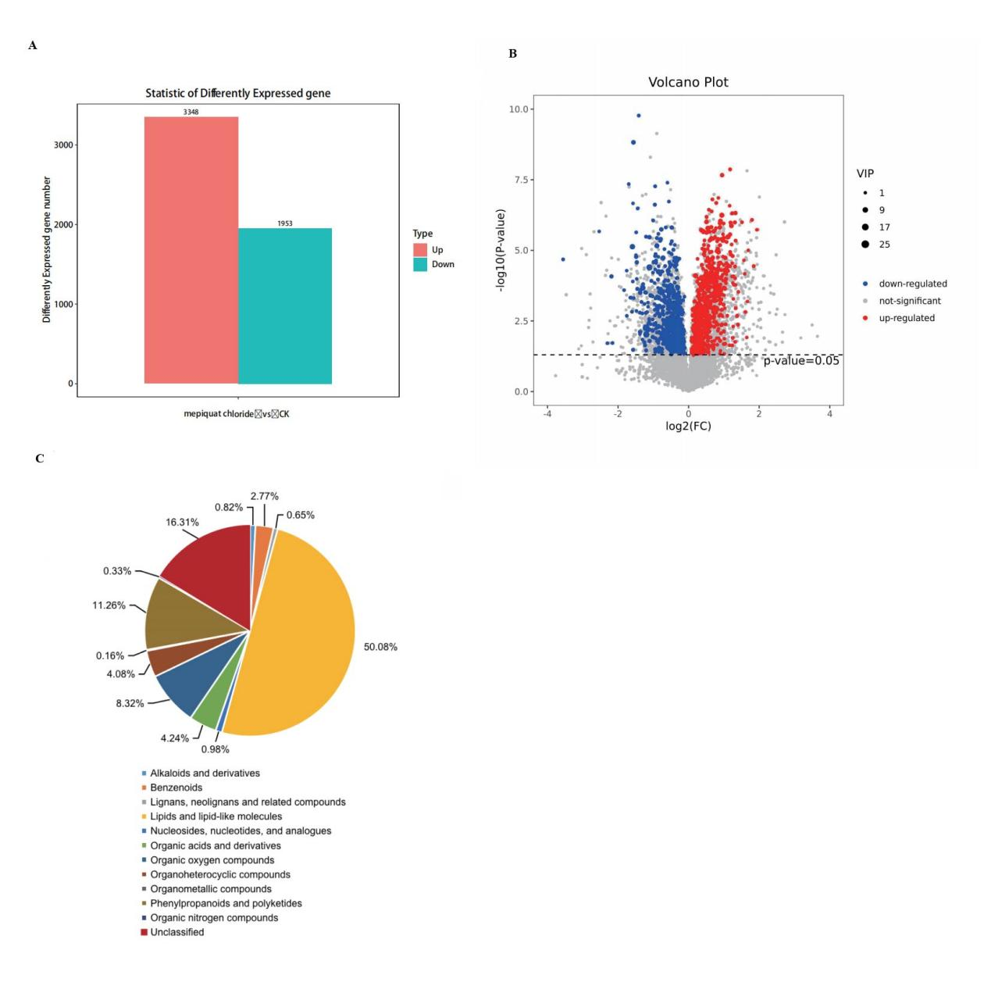 A
Statistic of Differently Expressed gene
3348
1953
3000
2000
1000
0
Differently Expressed gene number
mepiquat chloride vs CK
Type
Up
Down
B
Volcano Plot
10.0
7.5
5.0
2.5
0.0
-log10(P-value)
p-value=0.05
-4
-2
0
2
4
log2(FC)
VIP
1
9
17
25
down-regulated
not-significant
up-regulated
C
2.77%
0.82%
0.65%
16.31%
0.33%
11.26%
50.08%
0.16%
4.08%
8.32%
4.24%
0.98%
Alkaloids and derivatives
Benzenoids
Lignans, neolignans and related compounds
Lipids and lipid-like molecules
Nucleosides, nucleotides, and analogues
Organic acids and derivatives
Organic oxygen compounds
Organoheterocyclic compounds
Organometallic compounds
Phenylpropanoids and polyketides
Organic nitrogen compounds
Unclassified